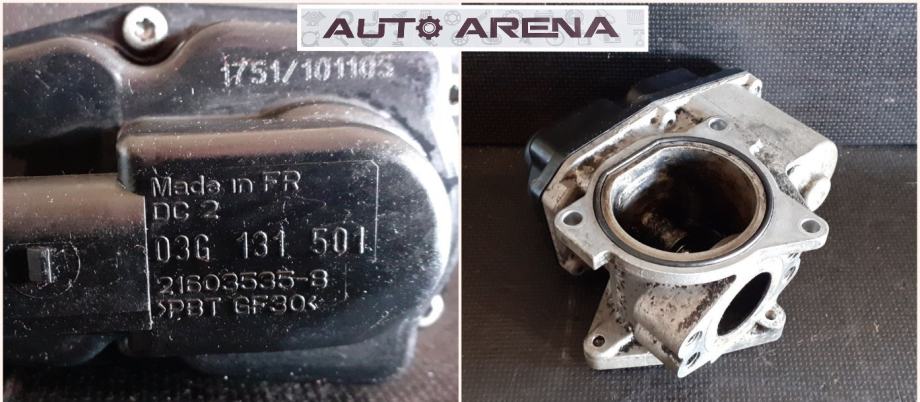 AUTO ARENA
1751/101105
Made in FR
DC 2
03G 131 501
21603535-8
>PBT GF30<